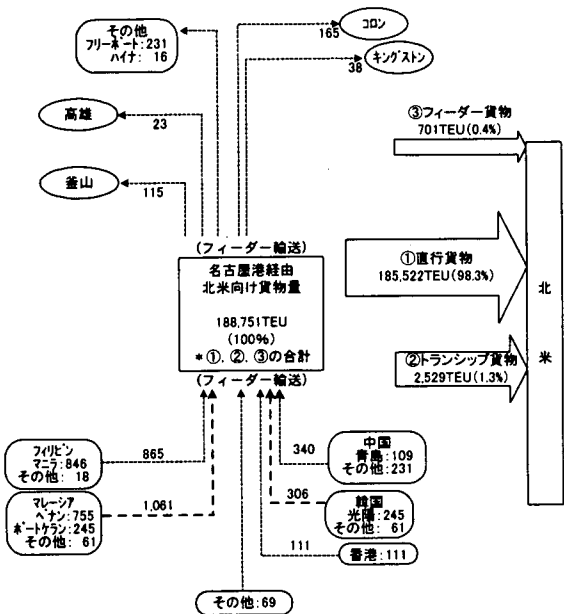 コロン
165
その他
フリーポート:231
ハイナ: 16
キングストン
38
高雄
23
③フィーダー貨物
701TEU(0.4%)
釜山
115
(フィーダー輸送)
名古屋港経由
北米向け貨物量
188,751TEU
(100%)
*①、②、③の合計
(フィーダー輸送)
①直行貨物
185,522TEU(98.3%)
北
米
②トランシップ貨物
2,529TEU(1.3%)
フィリピン
マニラ:846
その他: 18
865
マレーシア
ペナン:755
ポートケラン:245
その他: 61
1,061
340
中国
青島:109
その他:231
306
韓国
光陽:245
その他: 61
111
香港:111
その他:69